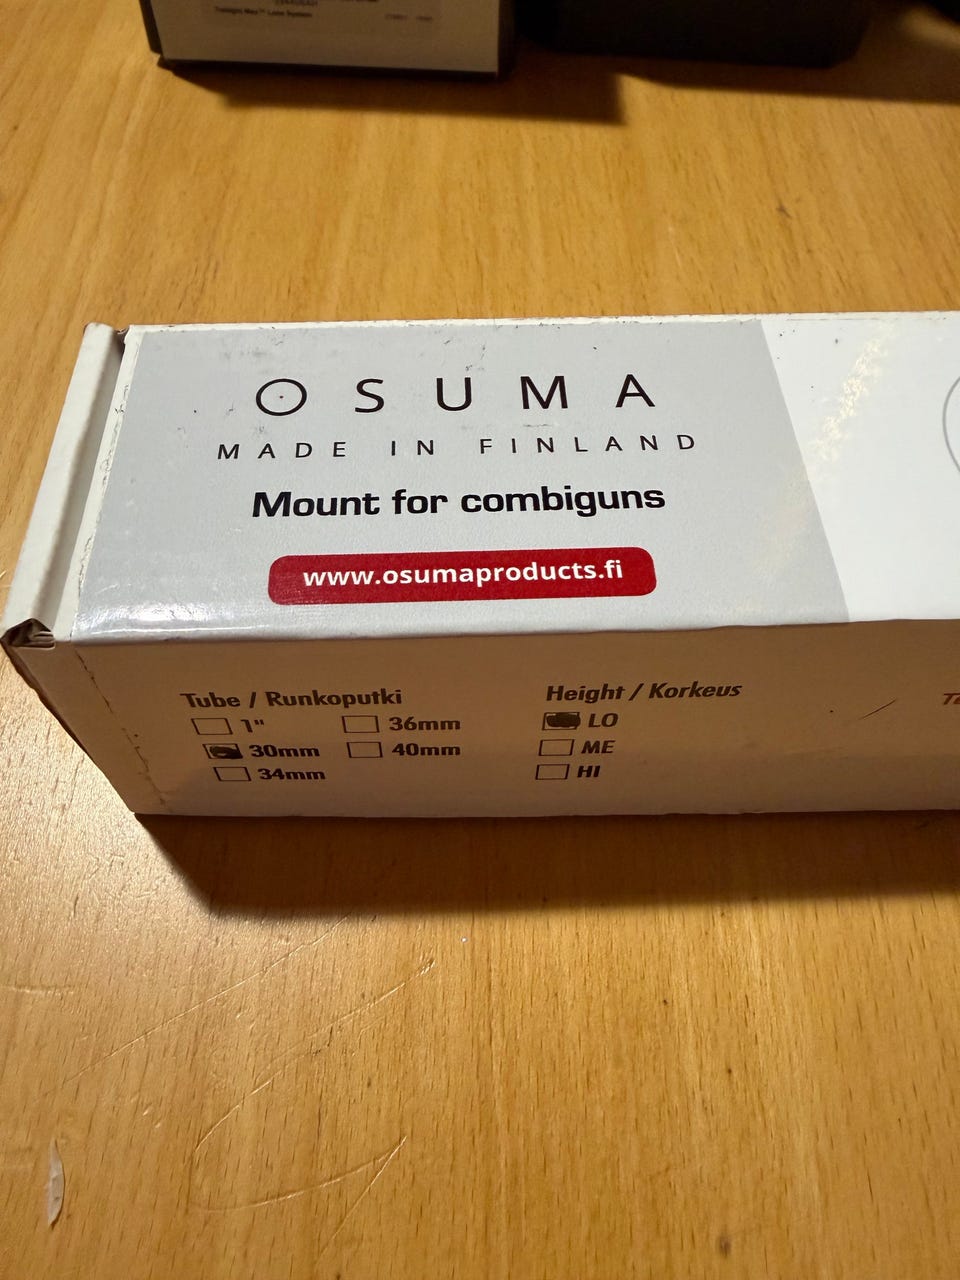 OSUMA
MADE IN FINLAND
Mount for combiguns
www.osumaproducts.fi
Tube / Runkoputki
1"
36mm
30mm
40mm
34mm
Height / Korkeus
LO
ME
HI